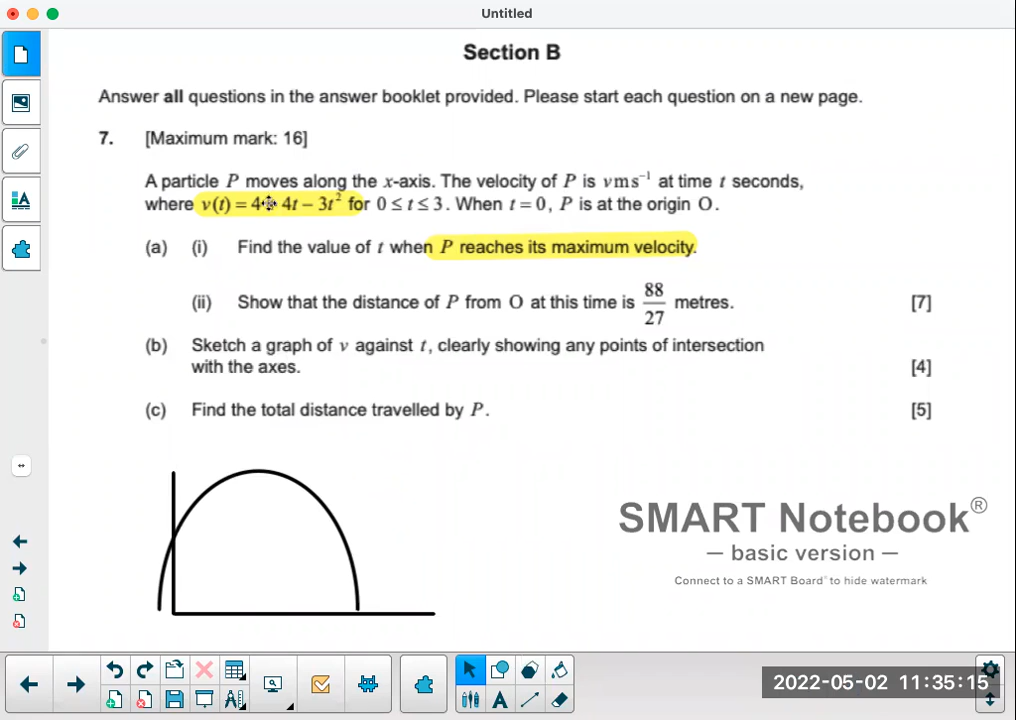 Untitled
Section B
Answer all questions in the answer booklet provided. Please start each question on a new page.
7. [Maximum mark: 16]
A particle P moves along the x-axis. The velocity of P is v m s⁻¹ at time t seconds,
where v(t) = 4 4t − 3t² for 0 ≤ t ≤ 3. When t = 0, P is at the origin O.
(a) (i) Find the value of t when P reaches its maximum velocity.
(ii) Show that the distance of P from O at this time is 88/27 metres. [7]
(b) Sketch a graph of v against t, clearly showing any points of intersection
with the axes. [4]
(c) Find the total distance travelled by P. [5]
SMART Notebook®
— basic version —
Connect to a SMART Board® to hide watermark
A
2022-05-02 11:35:15